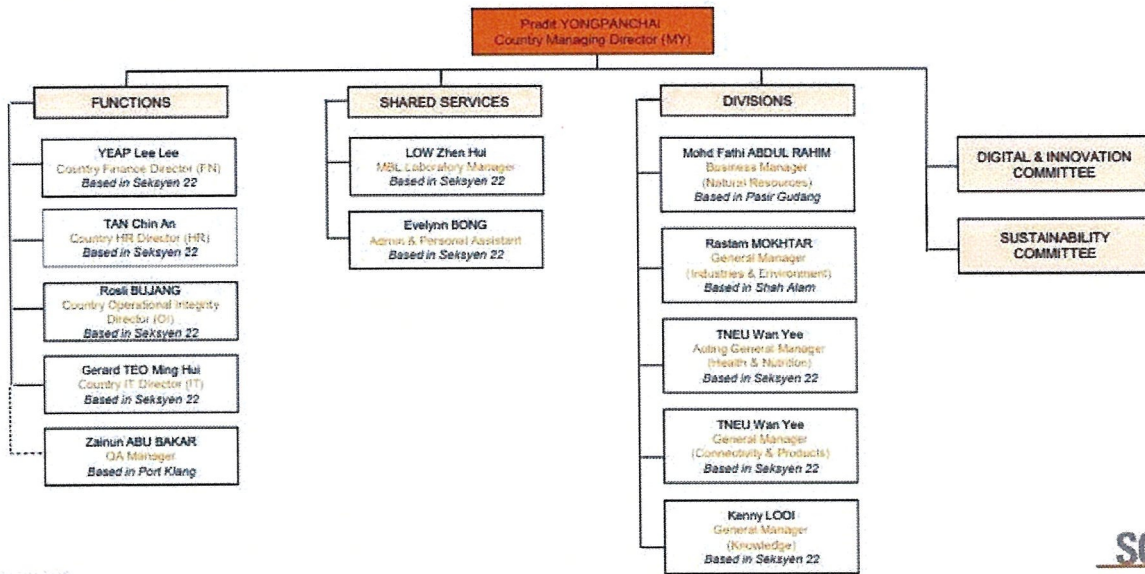 Pradit YONGPANCHAI
Country Managing Director (MY)
FUNCTIONS
YEAP Lee Lee
Country Finance Director (FN)
Based in Seksyen 22
TAN Chin An
Country HR Director (HR)
Based in Seksyen 22
Rosli BUJANG
Country Operational Integrity
Director (OI)
Based in Seksyen 22
Gerard TEO Ming Hui
Country IT Director (IT)
Based in Seksyen 22
Zainun ABU BAKAR
QA Manager
Based in Port Klang
SHARED SERVICES
LOW Zhen Hui
MBL Laboratory Manager
Based in Seksyen 22
Evelynn BONG
Admin & Personal Assistant
Based in Seksyen 22
DIVISIONS
Mohd Fathi ABDUL RAHIM
Business Manager
(Natural Resources)
Based in Pasir Gudang
Rastam MOKHTAR
General Manager
(Industries & Environment)
Based in Shah Alam
TNEU Wan Yee
Acting General Manager
(Health & Nutrition)
Based in Seksyen 22
TNEU Wan Yee
General Manager
(Connectivity & Products)
Based in Seksyen 22
Kenny LOOI
General Manager
(Knowledge)
Based in Seksyen 22
DIGITAL & INNOVATION
COMMITTEE
SUSTAINABILITY
COMMITTEE